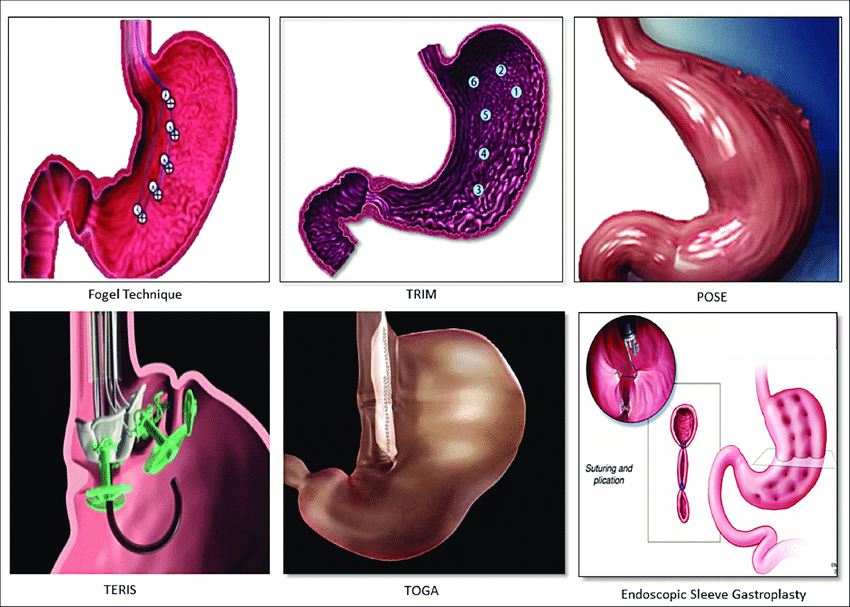 6
2
1
5
4
3
Fogel Technique
TRIM
POSE
Suturing and
plication
TERIS
TOGA
Endoscopic Sleeve Gastroplasty